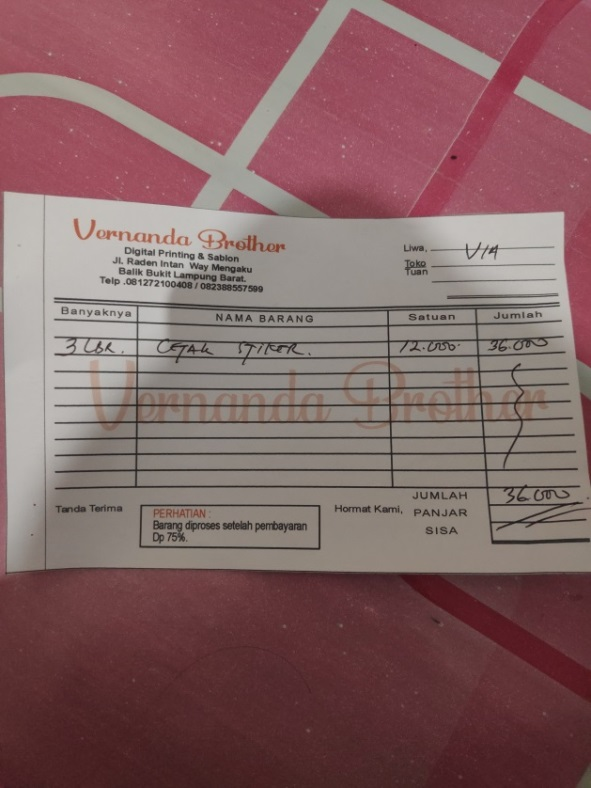 Vernanda Brother
Digital Printing & Sablon
Jl. Raden Intan Way Mengaku
Balik Bukit Lampung Barat.
Telp .081272100408 / 082388557599
Liwa,
Toko
Tuan
Banyaknya NAMA BARANG Satuan Jumlah
3 LBR. CETAK STIKER. 12.000. 36.000
Vernanda Brother
JUMLAH 36.000
Tanda Terima
PERHATIAN :
Barang diproses setelah pembayaran
Dp 75%.
Hormat Kami,
PANJAR
SISA